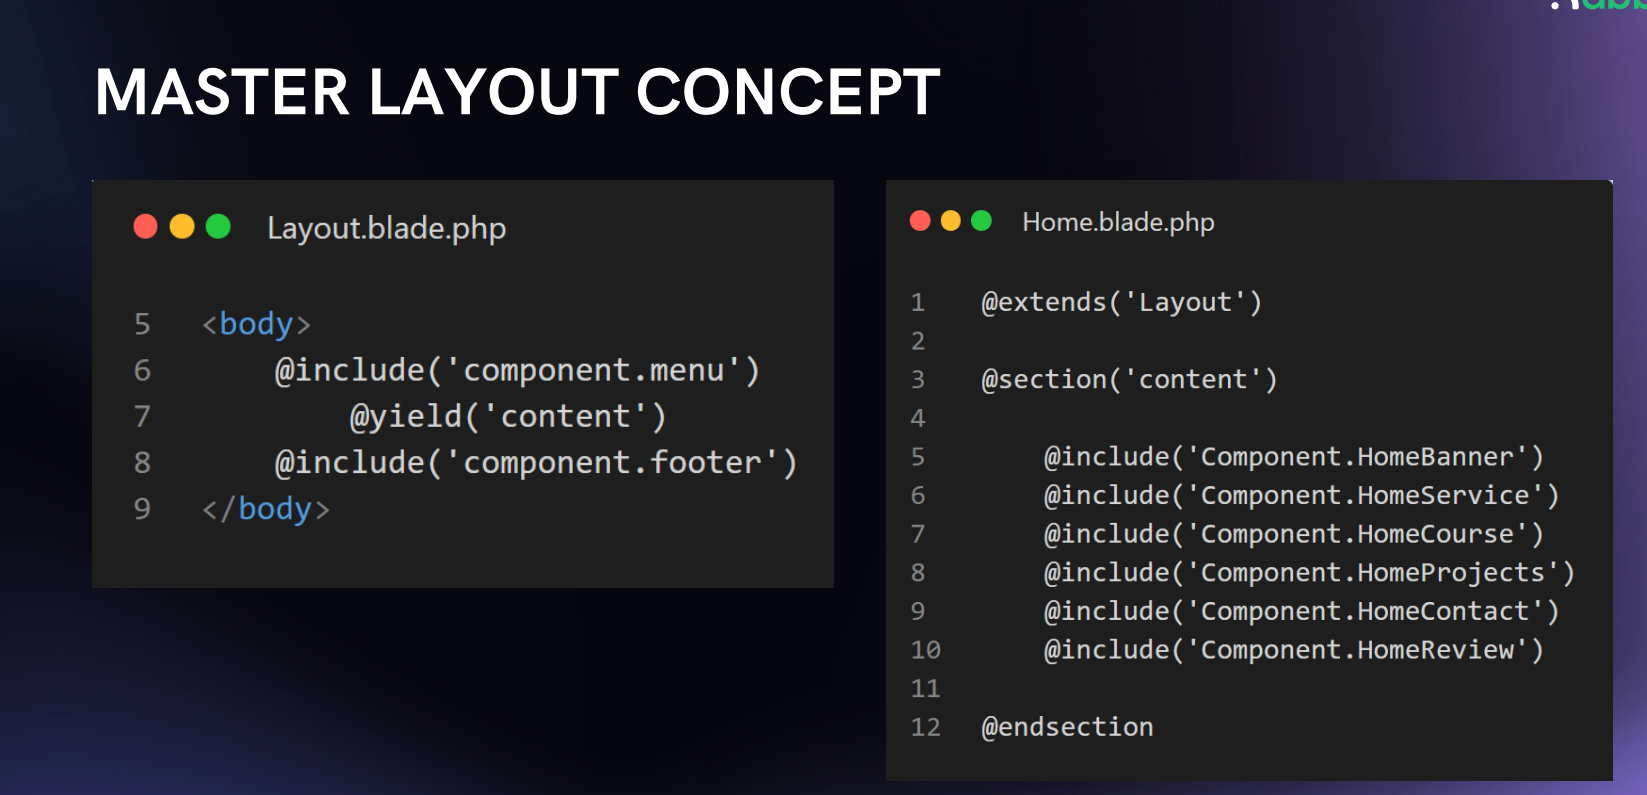 MASTER LAYOUT CONCEPT
Layout.blade.php
5 <body>
6 @include('component.menu')
7 @yield('content')
8 @include('component.footer')
9 </body>
Home.blade.php
1 @extends('Layout')
2
3 @section('content')
4
5 @include('Component.HomeBanner')
6 @include('Component.HomeService')
7 @include('Component.HomeCourse')
8 @include('Component.HomeProjects')
9 @include('Component.HomeContact')
10 @include('Component.HomeReview')
11
12 @endsection